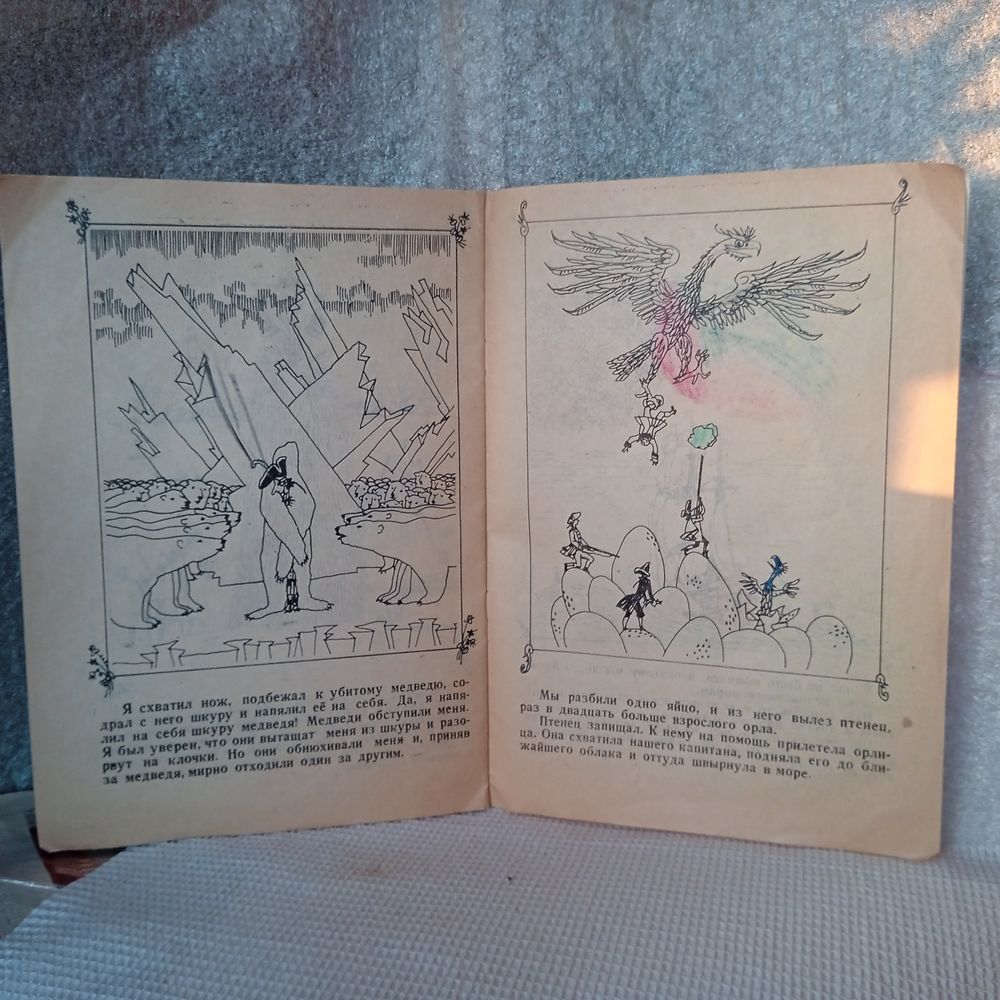 Я схватил нож, подбежал к убитому медведю, со-
драл с него шкуру и напялил её на себя. Да, я напя-
лил на себя шкуру медведя! Медведи обступили меня.
Я был уверен, что они вытащат меня из шкуры и разо-
рвут на клочки. Но они обнюхивали меня и, приняв
за медведя, мирно отходили один за другим.
Мы разбили одно яйцо, и из него вылез птенец,
раз в двадцать больше взрослого орла.
Птенец запищал. К нему на помощь прилетела орли-
ца. Она схватила нашего капитана, подняла его до бли-
жайшего облака и оттуда швырнула в море.